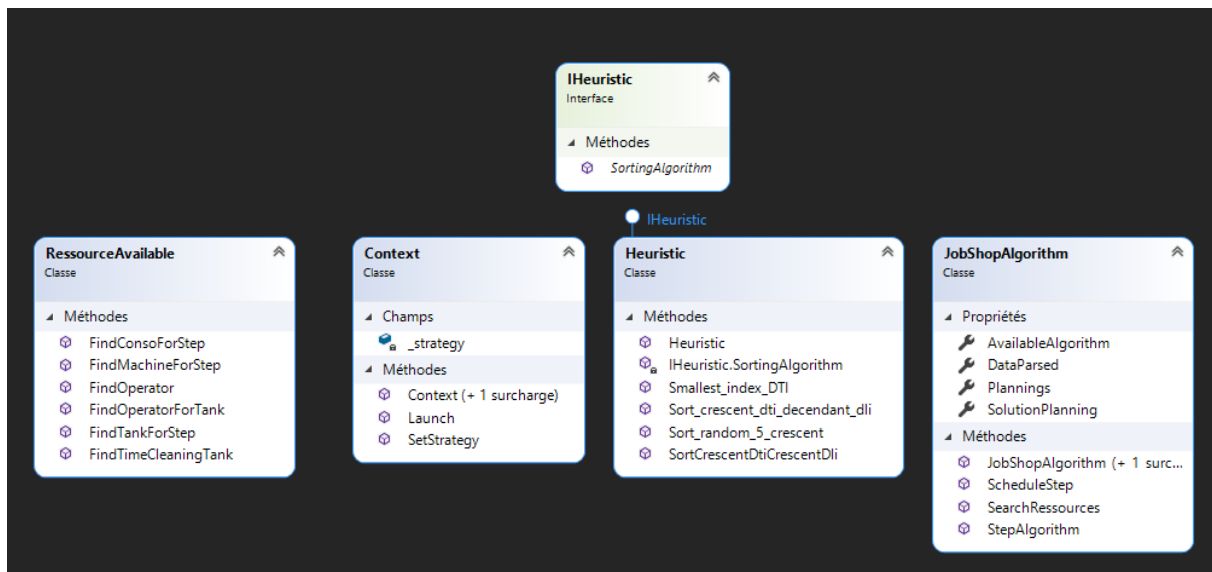 IHeuristic
Interface
Méthodes
SortingAlgorithm
IHeuristic
RessourceAvailable
Classe
Méthodes
FindConsoForStep
FindMachineForStep
FindOperator
FindOperatorForTank
FindTankForStep
FindTimeCleaningTank
Context
Classe
Champs
_strategy
Méthodes
Context (+ 1 surcharge)
Launch
SetStrategy
Heuristic
Classe
Méthodes
Heuristic
IHeuristic.SortingAlgorithm
Smallest_index_DTI
Sort_crescent_dti_decendant_dli
Sort_random_5_crescent
SortCrescentDtiCrescentDli
JobShopAlgorithm
Classe
Propriétés
AvailableAlgorithm
DataParsed
Plannings
SolutionPlanning
Méthodes
JobShopAlgorithm (+ 1 surc...
ScheduleStep
SearchRessources
StepAlgorithm